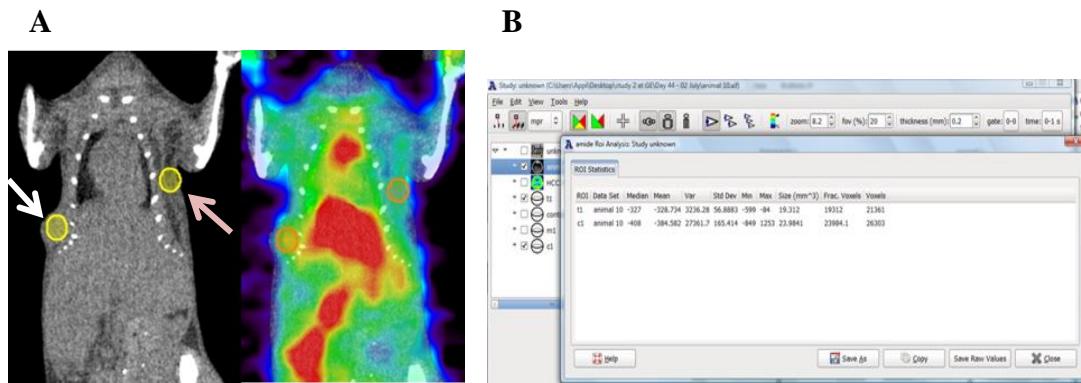 A
B
Study: unknown (C:\Users\Appl\Desktop\study 2 at GE\Day 44 - 02 July\animal 10.xif)
File Edit View Tools Help
mpr zoom: 8.2 fov (%): 20 thickness (mm): 0.2 gate: 0-0 time: 0-1 s
amide Roi Analysis: Study unknown
ROI Statistics
ROI Data Set Median Mean Var Std Dev Min Max Size (mm^3) Frac. Voxels Voxels
t1 animal 10 -327 -328.734 3236.28 56.8883 -599 -84 19.312 19312 21361
c1 animal 10 -408 -384.582 27361.7 165.414 -849 1253 23.9841 23984.1 26303
t1
m1
c1
Help Save As Copy Save Raw Values Close